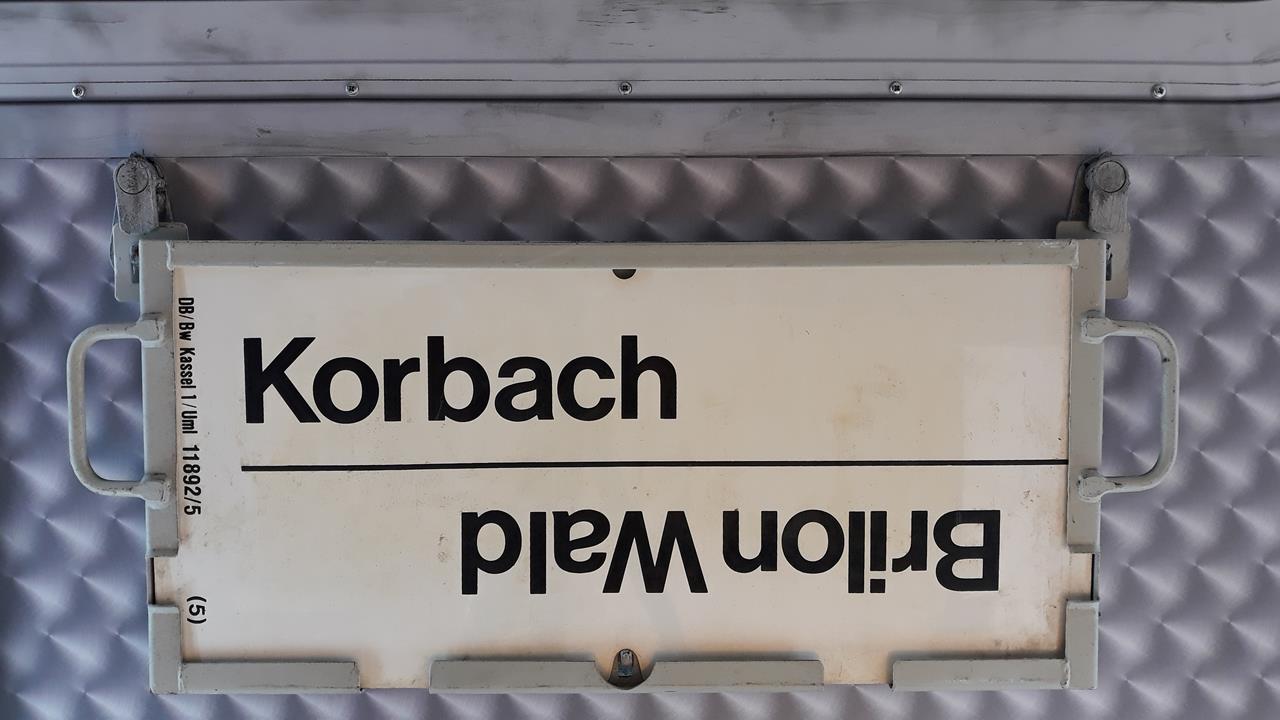 Korbach
Brilon Wald
DB/Bw Kassel 1/Uml 11892/5 (5)